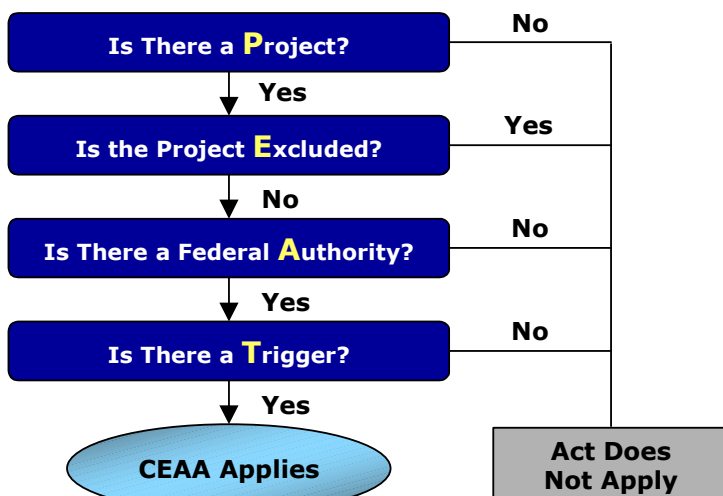 Is There a Project?
No
Yes
Is the Project Excluded?
Yes
No
Is There a Federal Authority?
No
Yes
Is There a Trigger?
No
Yes
CEAA Applies
Act Does
Not Apply